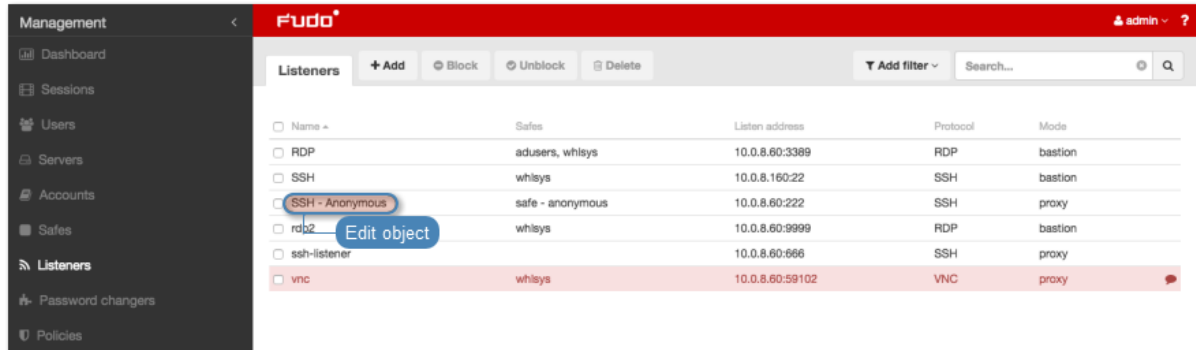 Management <
Fudo
admin ?
Dashboard
Sessions
Users
Servers
Accounts
Safes
Listeners
Password changers
Policies
Listeners + Add Block Unblock Delete Add filter Search...
Name Safes Listen address Protocol Mode
RDP adusers, whlsys 10.0.8.60:3389 RDP bastion
SSH whlsys 10.0.8.160:22 SSH bastion
SSH - Anonymous safe - anonymous 10.0.8.60:222 SSH proxy
rdp2 whlsys 10.0.8.60:9999 RDP bastion
Edit object
ssh-listener 10.0.8.60:666 SSH proxy
vnc whlsys 10.0.8.60:59102 VNC proxy